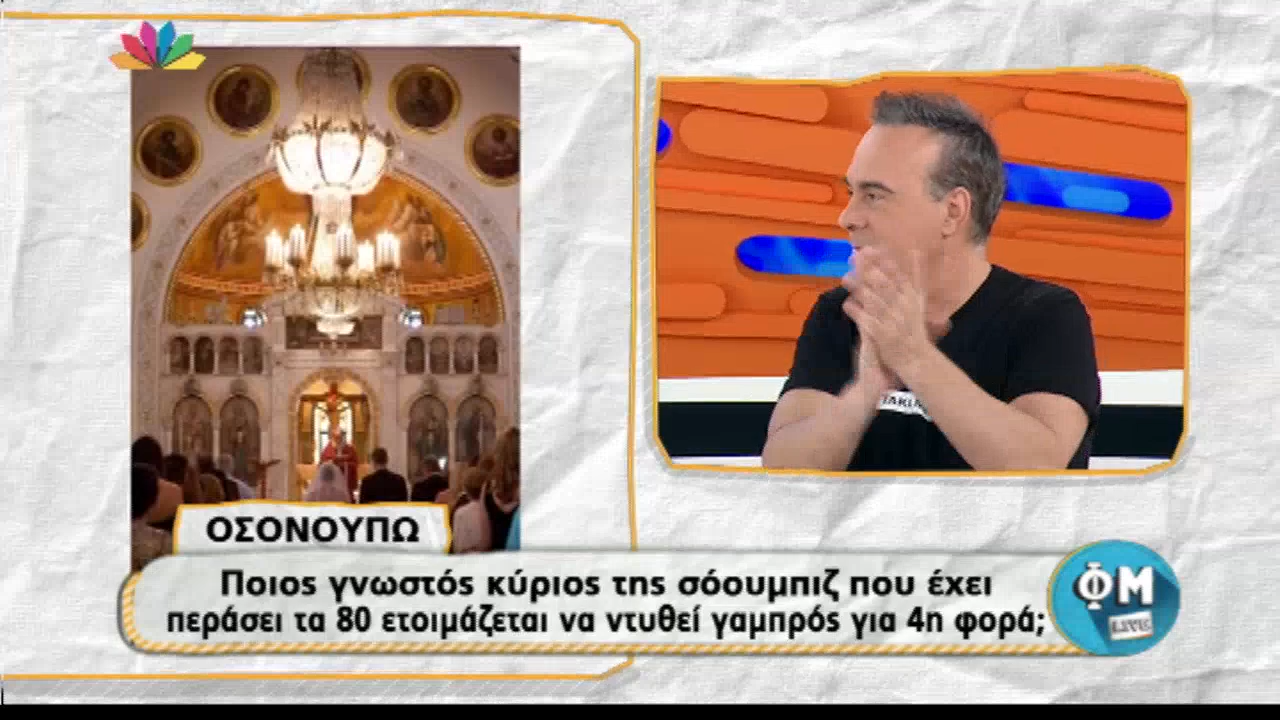 ΟΣΟΝΟΥΠΩ
Ποιος γνωστός κύριος της σόουμπιζ που έχει
περάσει τα 80 ετοιμάζεται να ντυθεί γαμπρός για 4η φορά;
ΦΜ
LIVE